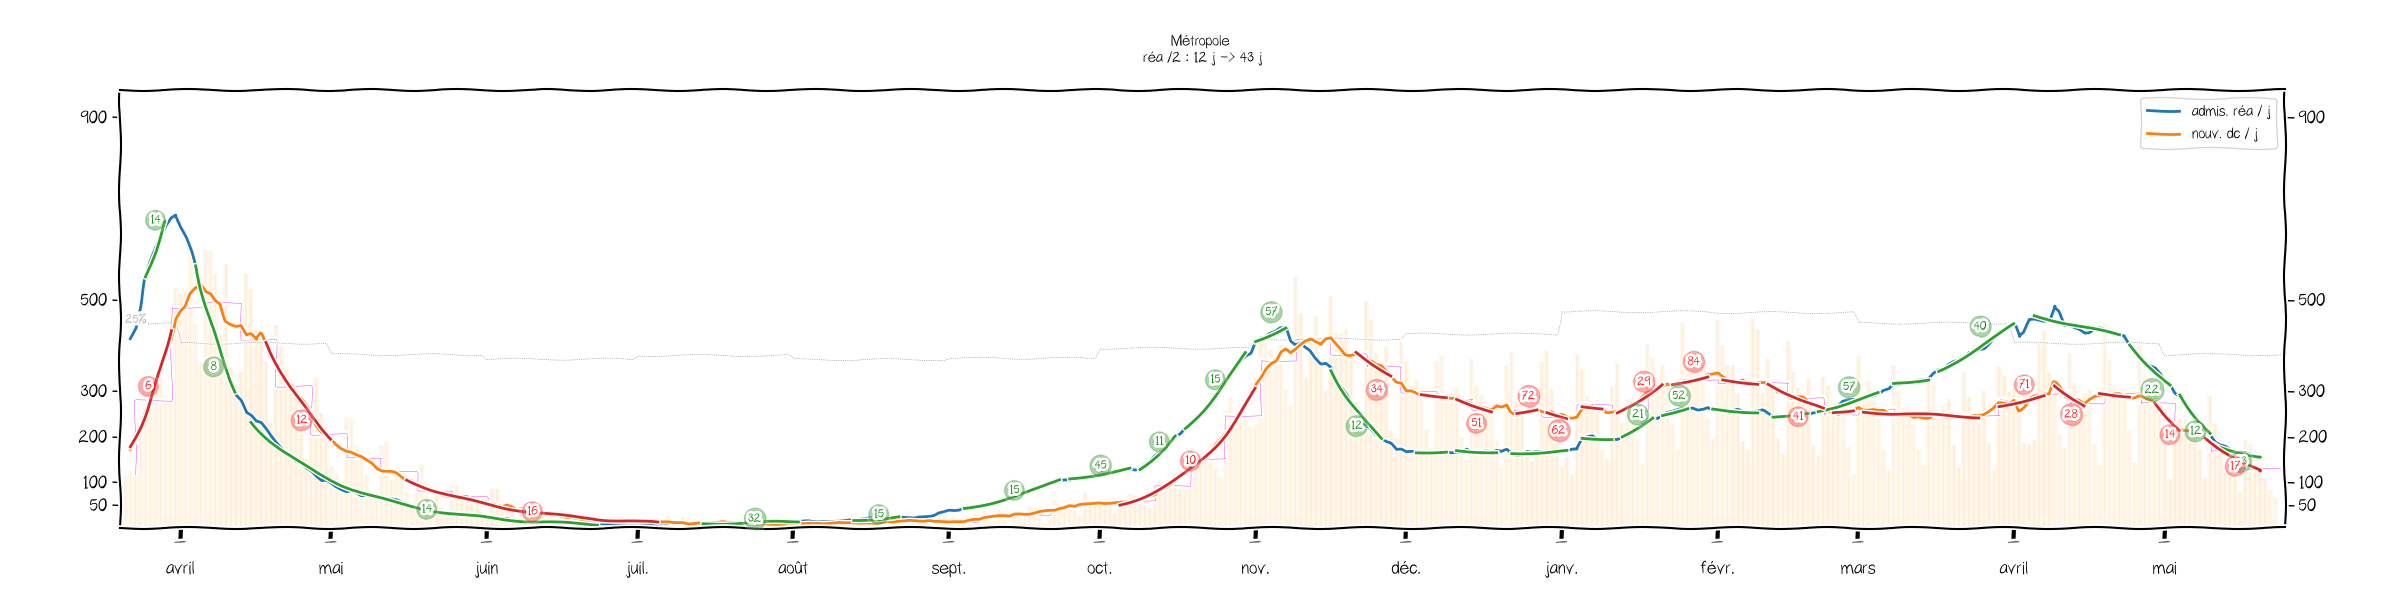 Métropole
réa /2 : 12 j -> 43 j
900
500
300
200
100
50
900
500
300
200
100
50
admis. réa / j
nouv. dc / j
25%
14
6
8
12
14
16
32
15
15
45
11
10
15
57
12
34
51
72
62
29
21
52
84
41
57
40
71
28
22
14
12
17
avril
mai
juin
juil.
août
sept.
oct.
nov.
déc.
janv.
févr.
mars
avril
mai